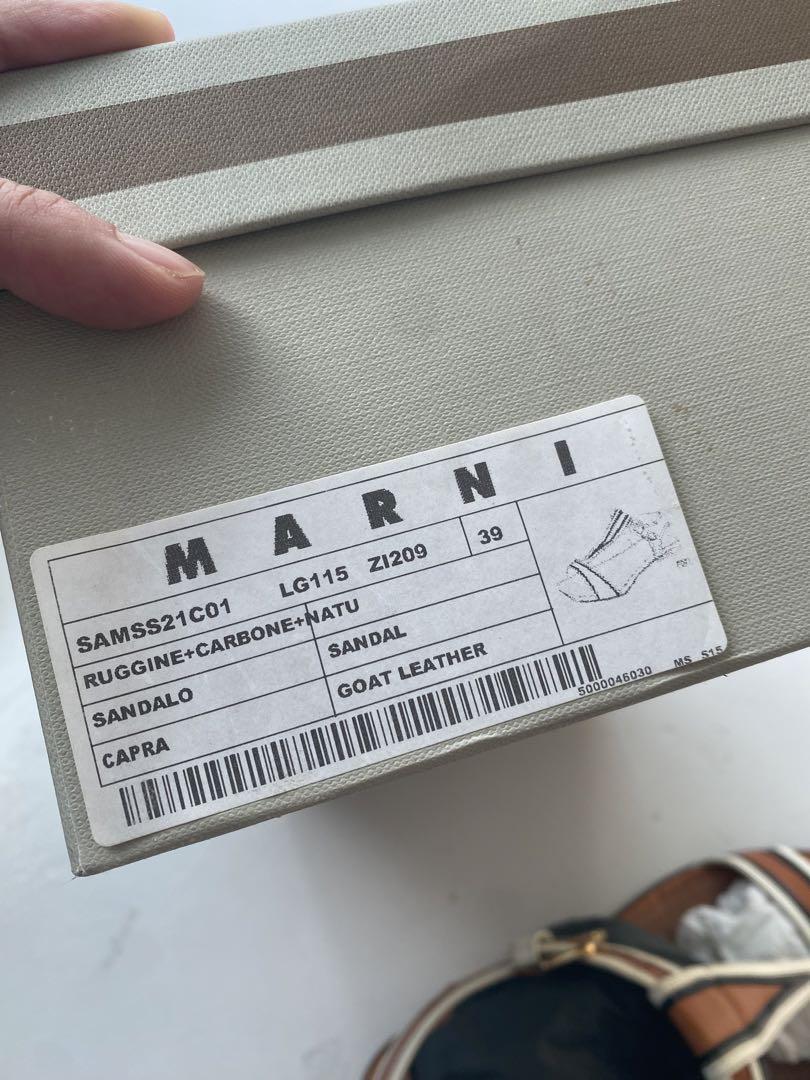 MARNI
SAMSS21C01 LG115 ZI209 39
RUGGINE+CARBONE+NATU
SANDALO SANDAL
CAPRA GOAT LEATHER
5000046030 MS S15